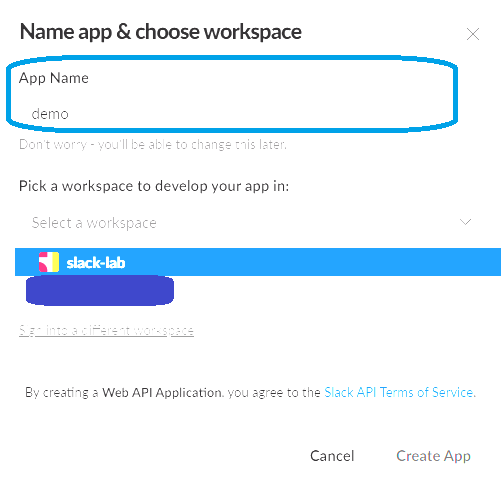 Name app & choose workspace
App Name
demo
Don't worry - you'll be able to change this later.
Pick a workspace to develop your app in:
Select a workspace
slack-lab
Sign into a different workspace
By creating a Web API Application, you agree to the Slack API Terms of Service.
Cancel Create App